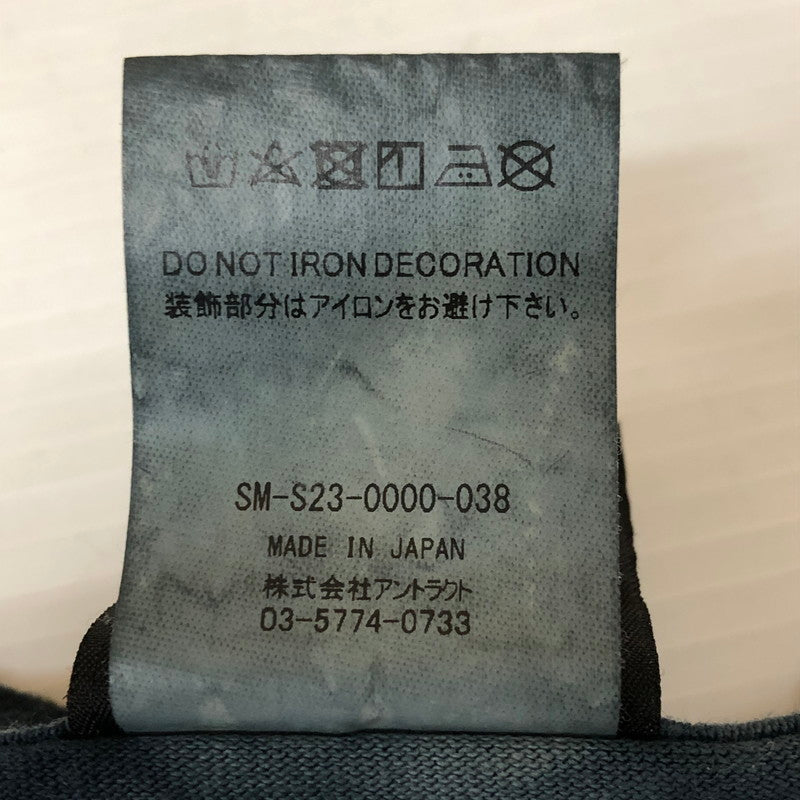 DO NOT IRON DECORATION
装飾部分はアイロンをお避け下さい。
SM-S23-0000-038
MADE IN JAPAN
株式会社アントラクト
03-5774-0733